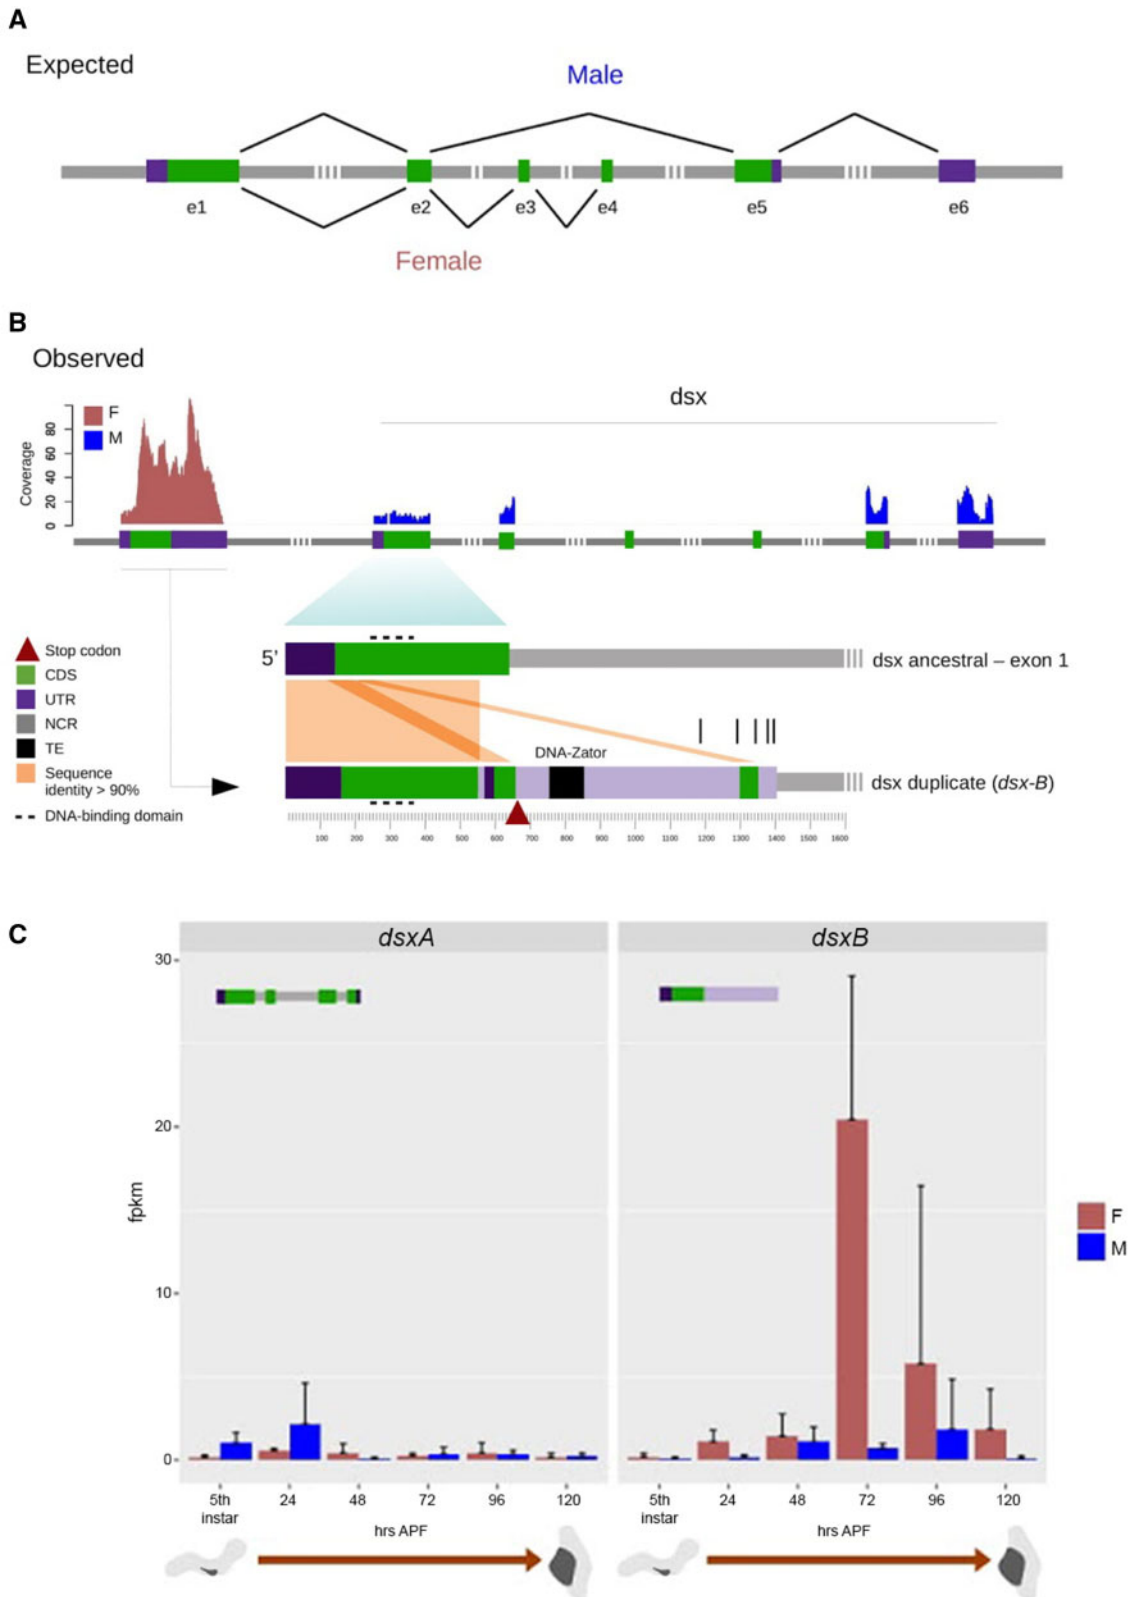 A
Expected
Male
e1
e2
e3
e4
e5
e6
Female
B
Observed
dsx
F
M
Coverage
0
20
40
60
80
Stop codon
CDS
UTR
NCR
TE
Sequence
identity > 90%
DNA-binding domain
5'
dsx ancestral – exon 1
DNA-Zator
dsx duplicate (dsx-B)
100 200 300 400 500 600 700 800 900 1000 1100 1200 1300 1400 1500 1600
C
dsxA
dsxB
30
20
10
0
fpkm
F
M
5th
instar
24
48
72
96
120
hrs APF
5th
instar
24
48
72
96
120
hrs APF